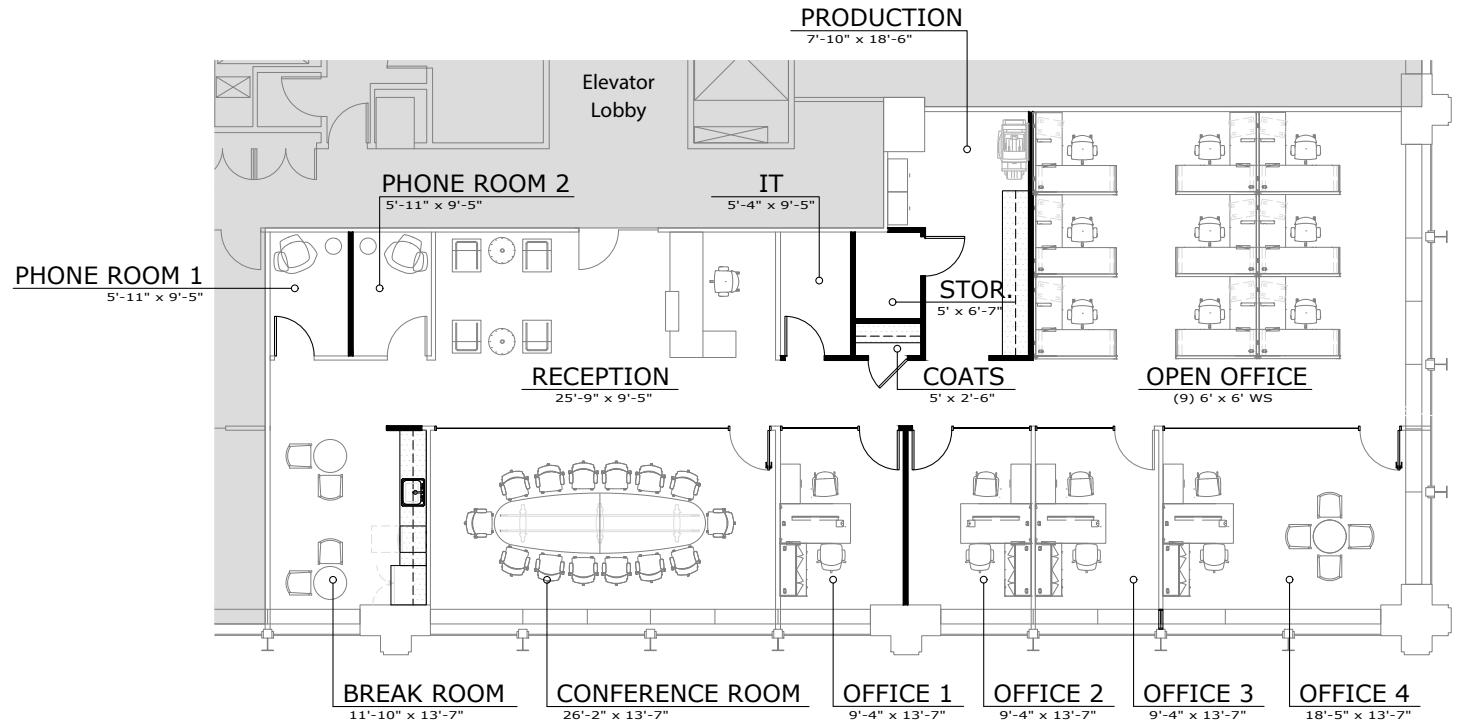 PRODUCTION
7'-10" x 18'-6"
Elevator
Lobby
PHONE ROOM 2
5'-11" x 9'-5"
IT
5'-4" x 9'-5"
PHONE ROOM 1
5'-11" x 9'-5"
STOR.
5' x 6'-7"
RECEPTION
25'-9" x 9'-5"
COATS
5' x 2'-6"
OPEN OFFICE
(9) 6' x 6' WS
BREAK ROOM
11'-10" x 13'-7"
CONFERENCE ROOM
26'-2" x 13'-7"
OFFICE 1
9'-4" x 13'-7"
OFFICE 2
9'-4" x 13'-7"
OFFICE 3
9'-4" x 13'-7"
OFFICE 4
18'-5" x 13'-7"